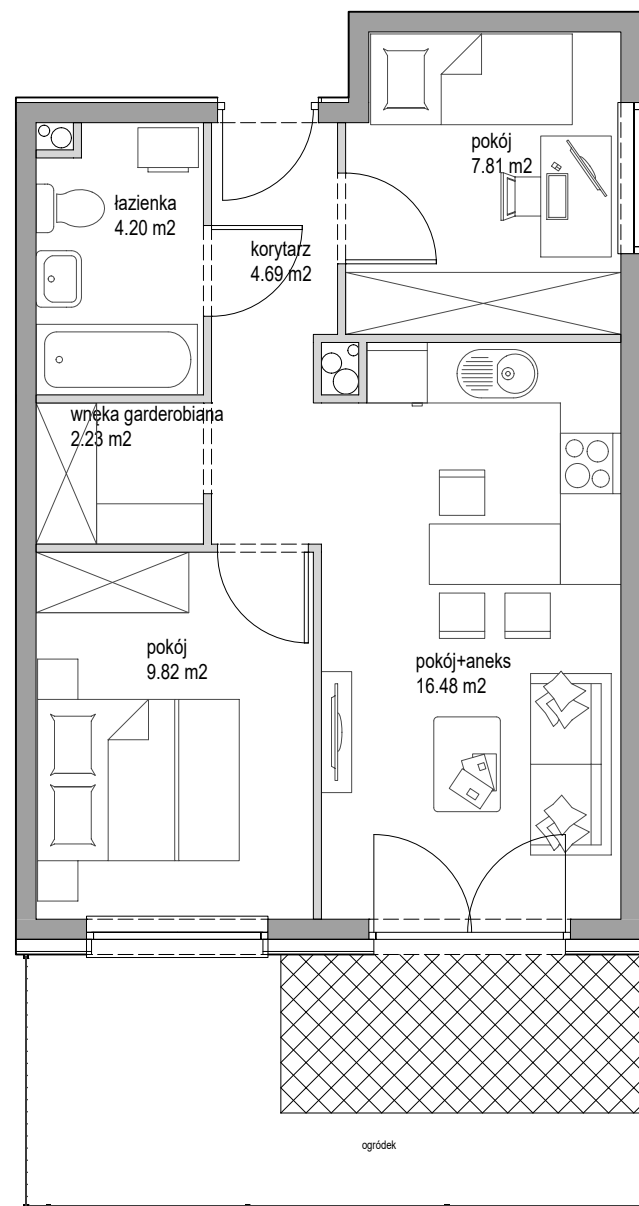 pokój
7.81 m2
łazienka
4.20 m2
korytarz
4.69 m2
wnęka garderobiana
2.23 m2
pokój
9.82 m2
pokój+aneks
16.48 m2
ogródek